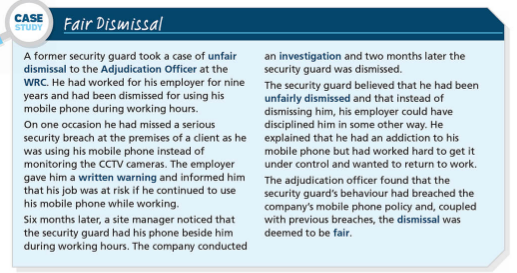 CASE
STUDY
Fair Dismissal
A former security guard took a case of unfair
dismissal to the Adjudication Officer at the
WRC. He had worked for his employer for nine
years and had been dismissed for using his
mobile phone during working hours.
On one occasion he had missed a serious
security breach at the premises of a client as he
was using his mobile phone instead of
monitoring the CCTV cameras. The employer
gave him a written warning and informed him
that his job was at risk if he continued to use
his mobile phone while working.
Six months later, a site manager noticed that
the security guard had his phone beside him
during working hours. The company conducted
an investigation and two months later the
security guard was dismissed.
The security guard believed that he had been
unfairly dismissed and that instead of
dismissing him, his employer could have
disciplined him in some other way. He
explained that he had an addiction to his
mobile phone but had worked hard to get it
under control and wanted to return to work.
The adjudication officer found that the
security guard's behaviour had breached the
company's mobile phone policy and, coupled
with previous breaches, the dismissal was
deemed to be fair.